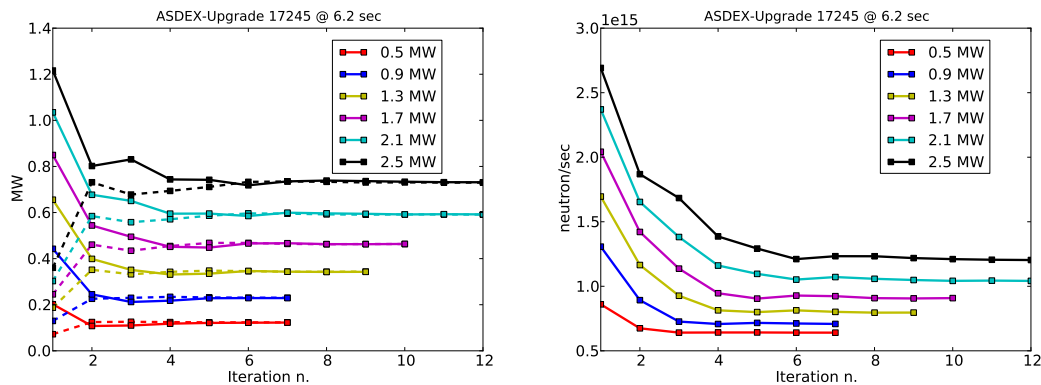 ASDEX-Upgrade 17245 @ 6.2 sec
1.4
1.2
1.0
0.8
0.6
0.4
0.2
0.0
MW
2 4 6 8 10 12
Iteration n.
0.5 MW
0.9 MW
1.3 MW
1.7 MW
2.1 MW
2.5 MW
ASDEX-Upgrade 17245 @ 6.2 sec
1e15
3.0
2.5
2.0
1.5
1.0
0.5
neutron/sec
2 4 6 8 10 12
Iteration n.
0.5 MW
0.9 MW
1.3 MW
1.7 MW
2.1 MW
2.5 MW